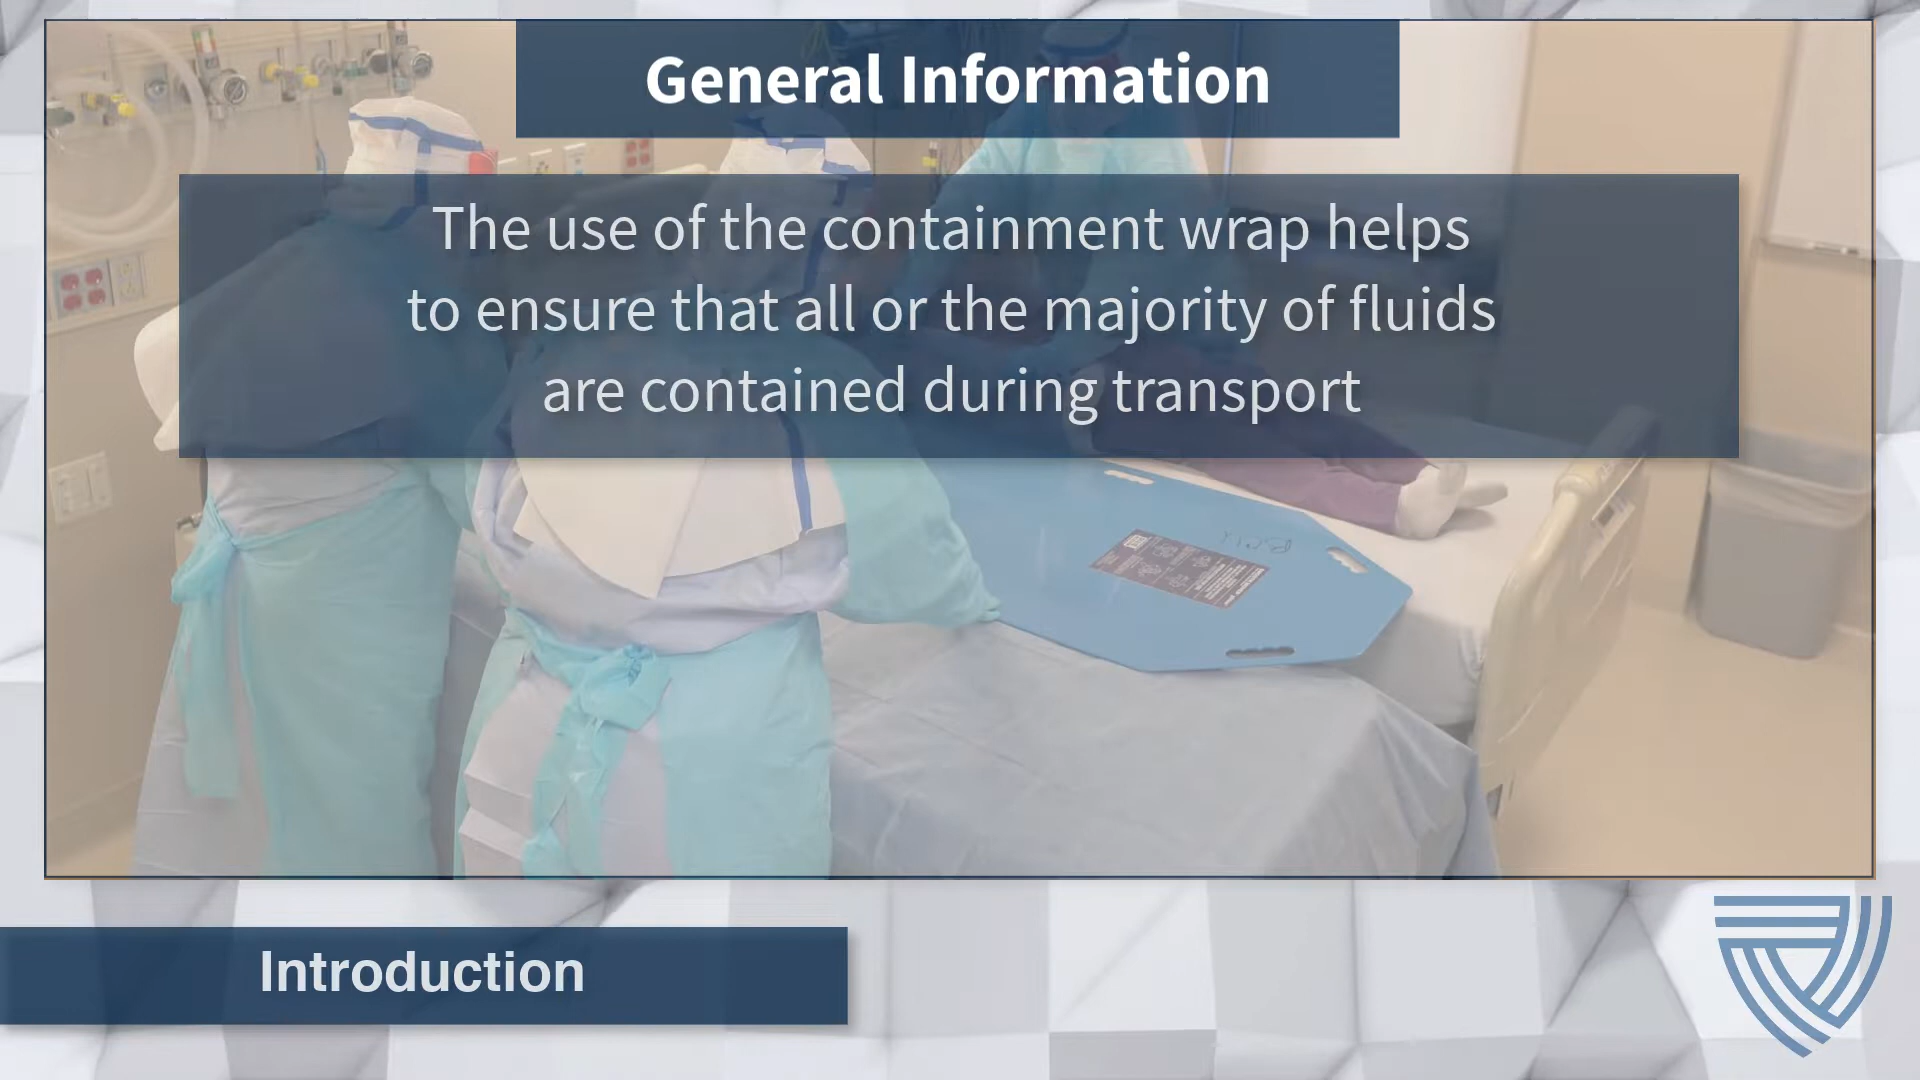 General Information
The use of the containment wrap helps
to ensure that all or the majority of fluids
are contained during transport
Introduction